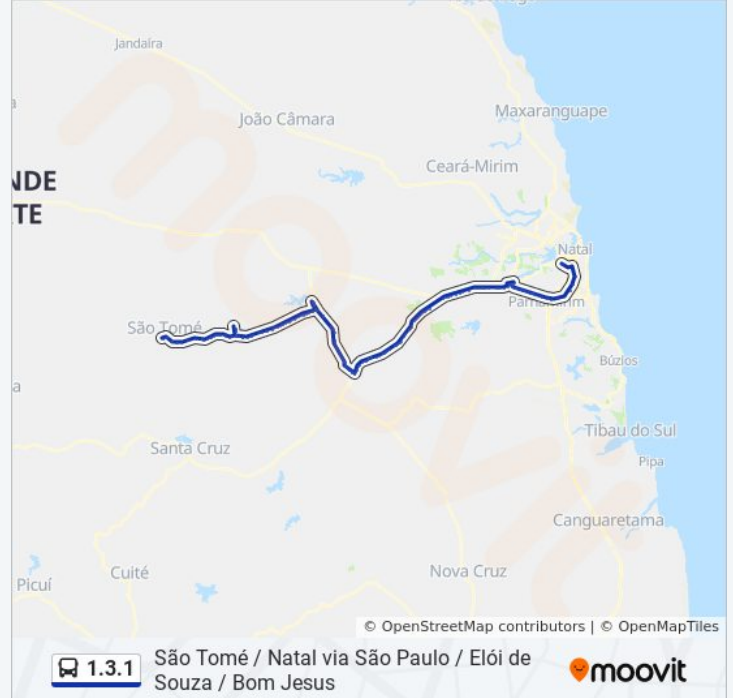 Jandaíra
João Câmara
Maxaranguape
Ceará-Mirim
NDE
TE
Natal
Parnamirim
São Tomé
Búzios
a
Tibau do Sul
Santa Cruz
Pipa
Canguaretama
Cuité
Nova Cruz
Picuí
© OpenStreetMap contributors | © OpenMapTiles
1.3.1
São Tomé / Natal via São Paulo / Elói de
Souza / Bom Jesus
moovit
moovit